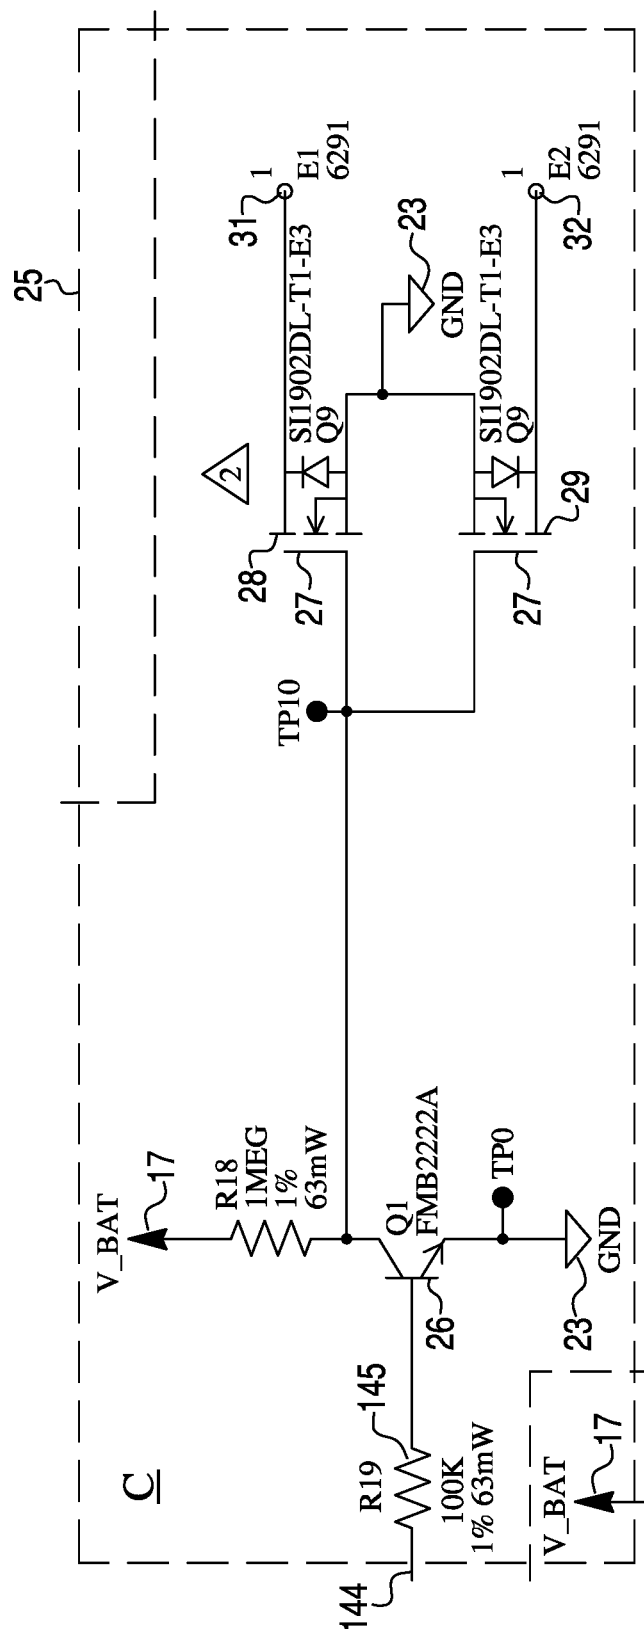 25
C
V_BAT
17
R18
1MEG
1%
63mW
144
R19
145
100K
1% 63mW
26
Q1
FMB2222A
TP0
23
GND
V_BAT
17
TP10
2
28
27
SI1902DL-T1-E3
Q9
31
1
E1
6291
23
GND
27
29
SI1902DL-T1-E3
Q9
32
1
E2
6291